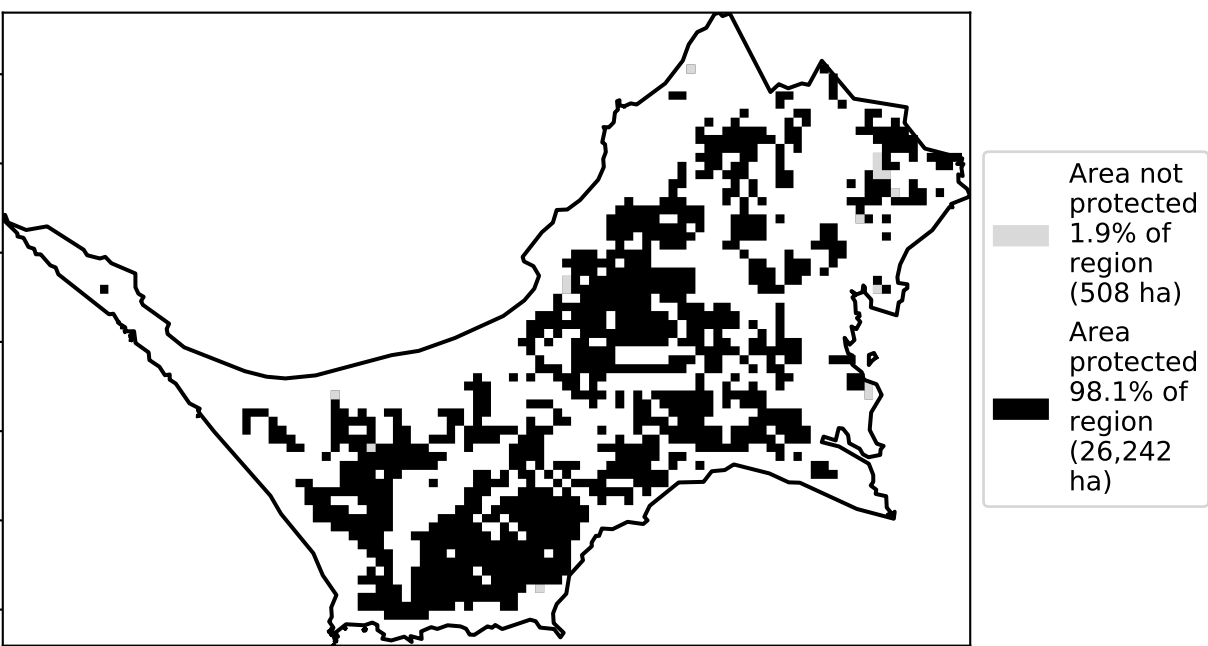 Area not
protected
1.9% of
region
(508 ha)
Area
protected
98.1% of
region
(26,242
ha)